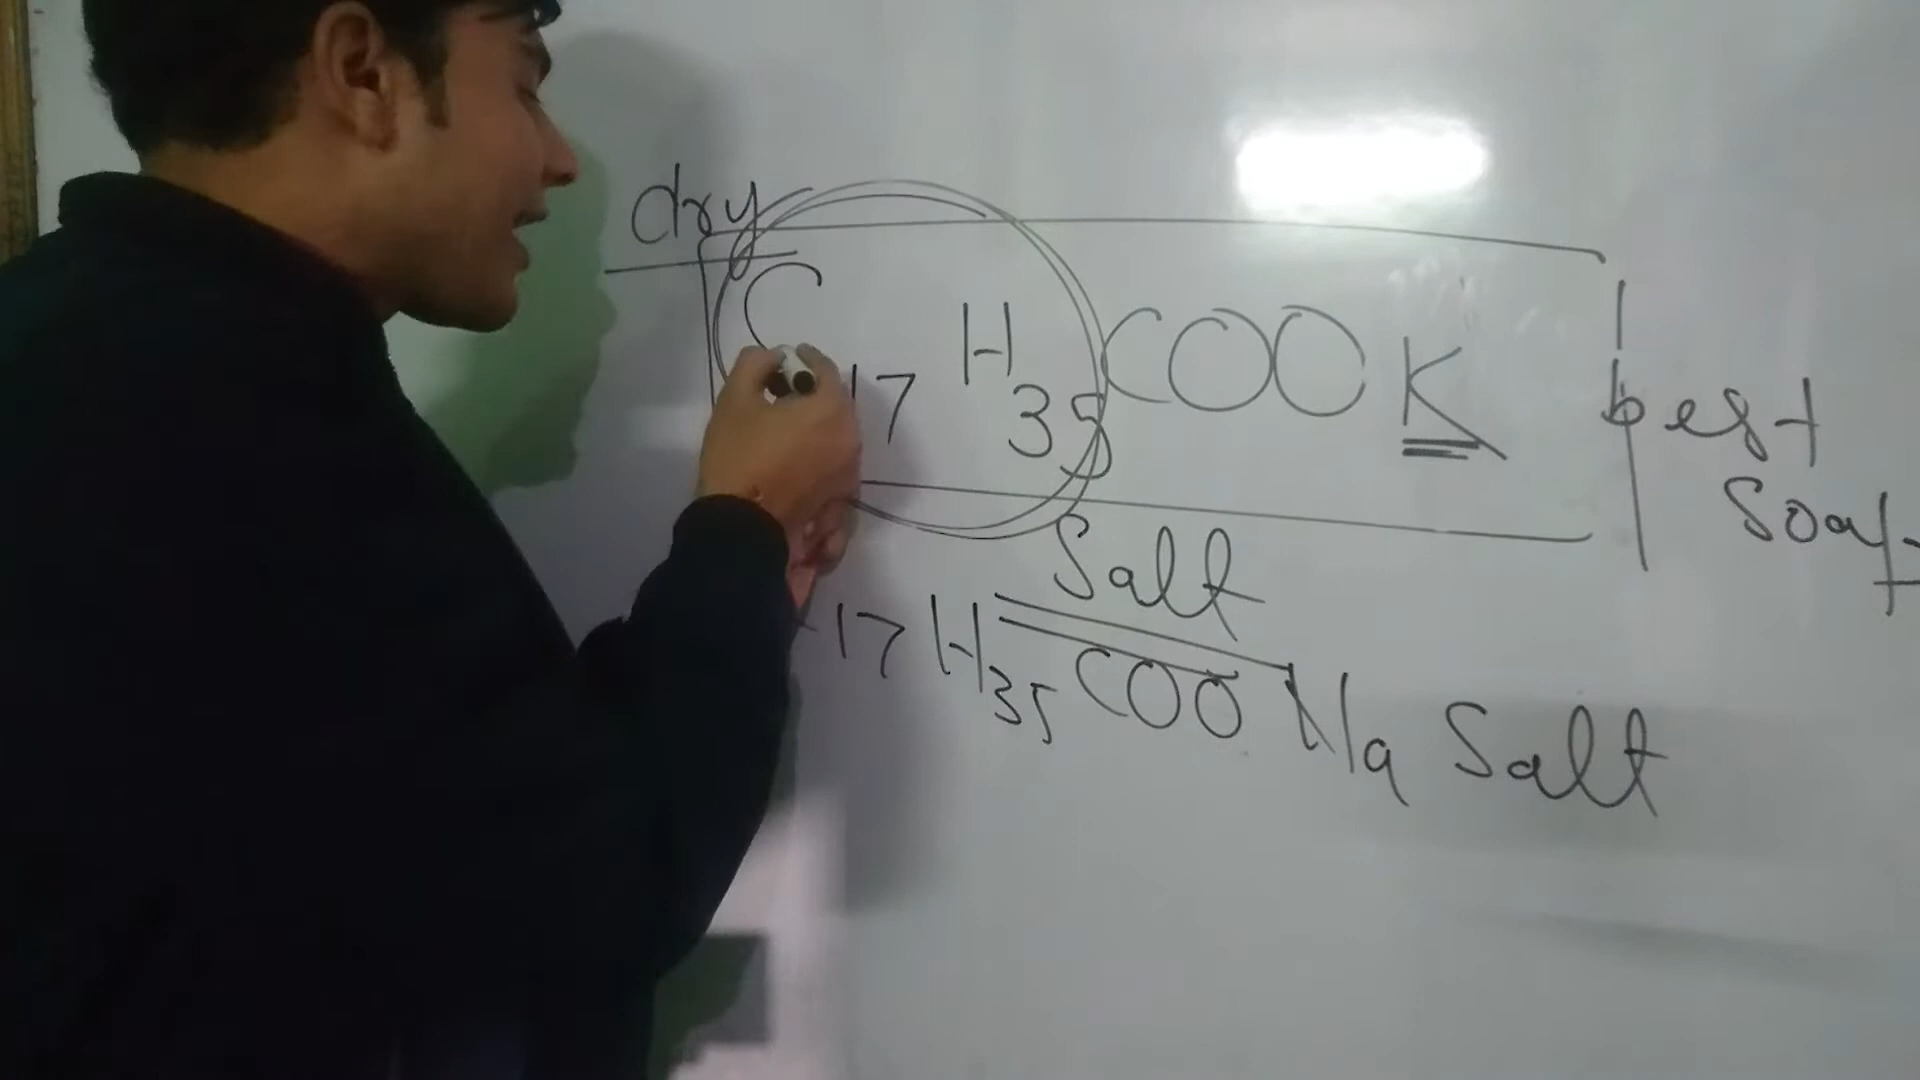 dry
C17H35COOK
best
Soap
Salt
17H35COONa Salt